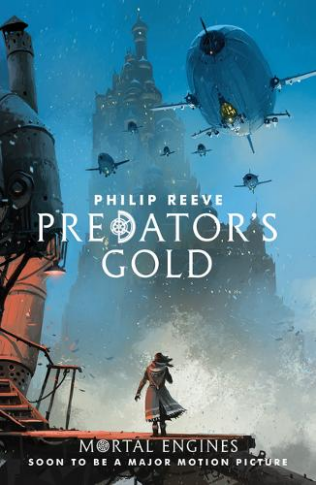 PHILIP REEVE
PREDATOR'S
GOLD
MORTAL ENGINES
SOON TO BE A MAJOR MOTION PICTURE